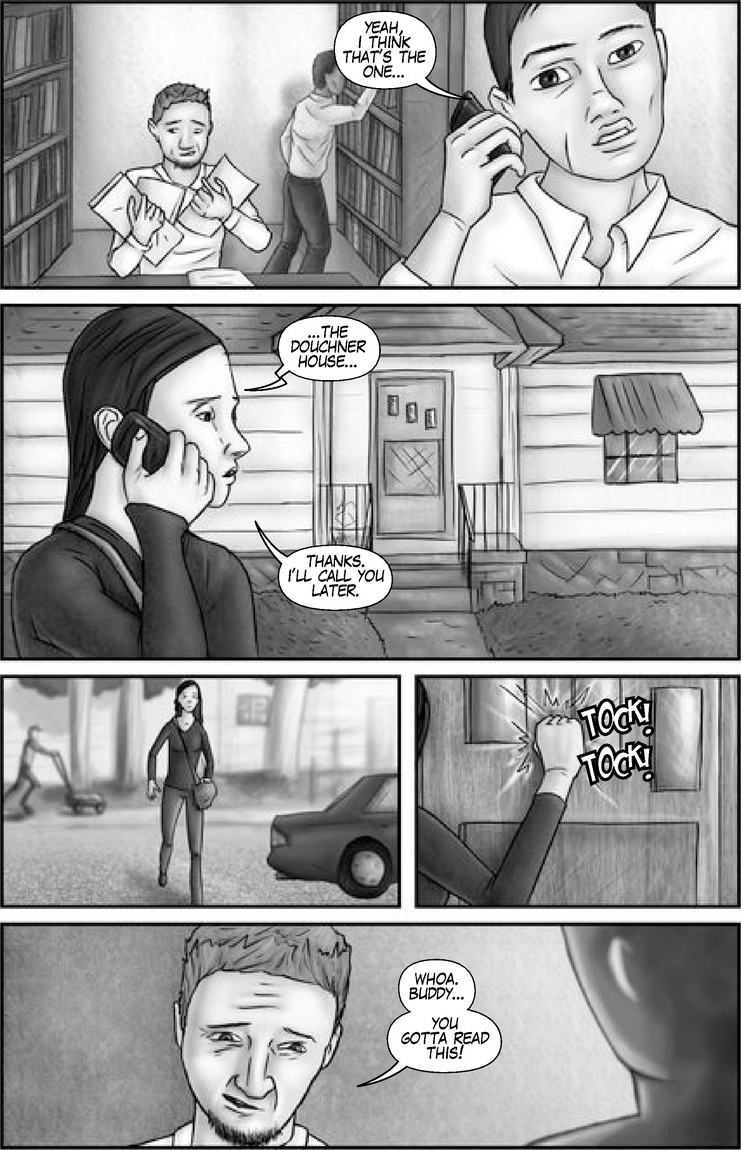 YEAH,
I THINK
THAT'S THE
ONE...
...THE
DOUCHNER
HOUSE...
THANKS.
I'LL CALL YOU
LATER.
TOCK!
TOCK!
WHOA.
BUDDY...
YOU
GOTTA READ
THIS!